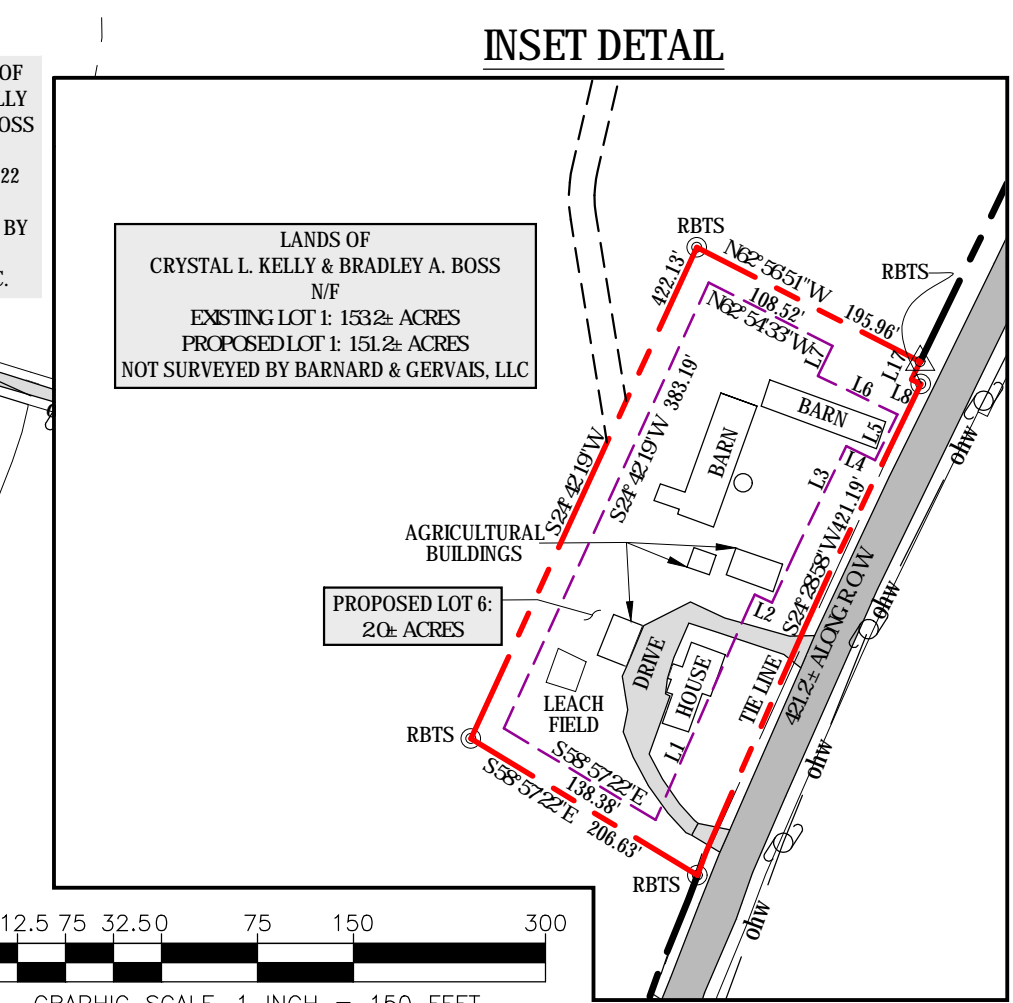 INSET DETAIL
OF
LLY
OSS
22
BY
C.
LANDS OF
CRYSTAL L. KELLY & BRADLEY A. BOSS
N/F
EXISTING LOT 1: 153.2± ACRES
PROPOSED LOT 1: 151.2± ACRES
NOT SURVEYED BY BARNARD & GERVAIS, LLC
RBTS
N62°56'51"W
195.96'
RBTS
422.13'
S24°42'19"W
N62°54'33"W
108.52'
L7
L17
L6
L8
383.19'
S24°42'19"W
BARN
BARN
L5
L4
L3
ohw
AGRICULTURAL
BUILDINGS
S24°28'58"W 421.19'
TIE LINE
421.2'± ALONG R.O.W
ohw
PROPOSED LOT 6:
2.0± ACRES
L2
DRIVE
HOUSE
LEACH
FIELD
RBTS
L1
S58°57'22"E
138.38'
S58°57'22"E
206.63'
ohw
RBTS
ohw
12.5 75 32.50 75 150 300
GRAPHIC SCALE 1 INCH = 150 FEET